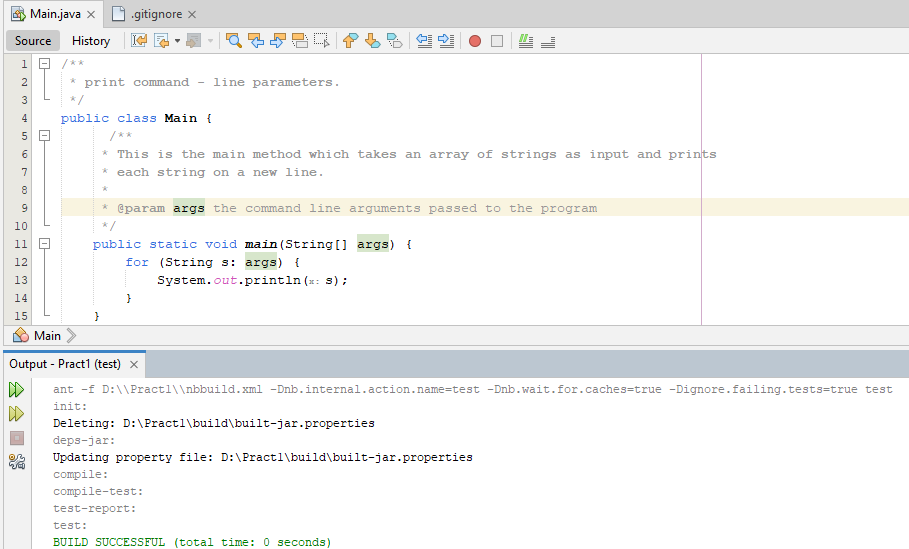 Main.java
.gitignore
Source History
1 /**
2 * print command - line parameters.
3 */
4 public class Main {
5 /**
6 * This is the main method which takes an array of strings as input and prints
7 * each string on a new line.
8 *
9 * @param args the command line arguments passed to the program
10 */
11 public static void main(String[] args) {
12 for (String s: args) {
13 System.out.println(x: s);
14 }
15 }
Main
Output - Pract1 (test)
ant -f D:\\Pract1\\nbbuild.xml -Dnb.internal.action.name=test -Dnb.wait.for.caches=true -Dignore.failing.tests=true test
init:
Deleting: D:\Pract1\build\built-jar.properties
deps-jar:
Updating property file: D:\Pract1\build\built-jar.properties
compile:
compile-test:
test-report:
test:
BUILD SUCCESSFUL (total time: 0 seconds)